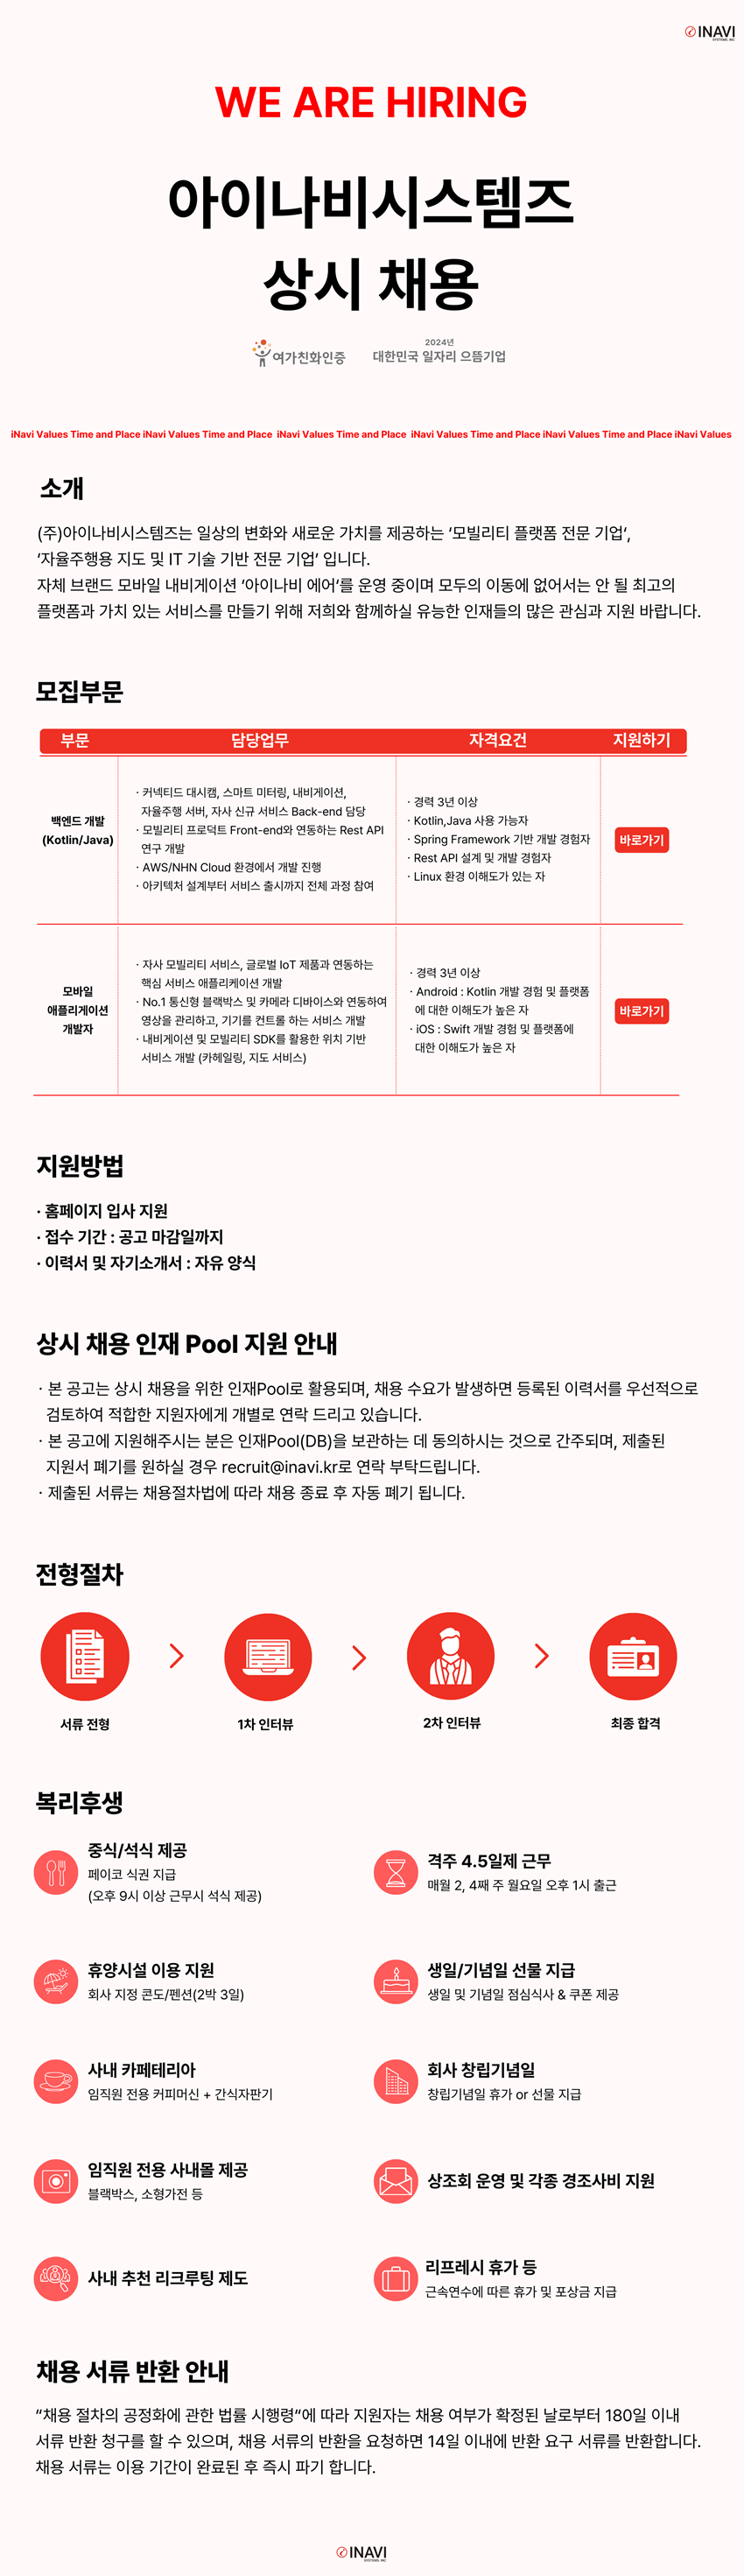 INAVI
SYSTEMS, INC
WE ARE HIRING
아이나비시스템즈
상시 채용
여가친화인증
2024년
대한민국 일자리 으뜸기업
iNavi Values Time and Place iNavi Values Time and Place iNavi Values Time and Place iNavi Values Time and Place iNavi Values Time and Place iNavi Values
소개
(주)아이나비시스템즈는 일상의 변화와 새로운 가치를 제공하는 ‘모빌리티 플랫폼 전문 기업‘,
‘자율주행용 지도 및 IT 기술 기반 전문 기업’ 입니다.
자체 브랜드 모바일 내비게이션 ‘아이나비 에어’를 운영 중이며 모두의 이동에 없어서는 안 될 최고의
플랫폼과 가치 있는 서비스를 만들기 위해 저희와 함께하실 유능한 인재들의 많은 관심과 지원 바랍니다.
모집부문
부문 담당업무 자격요건 지원하기
백엔드 개발
(Kotlin/Java)
· 커넥티드 대시캠, 스마트 미터링, 내비게이션,
자율주행 서버, 자사 신규 서비스 Back-end 담당
· 모빌리티 프로덕트 Front-end와 연동하는 Rest API
연구 개발
· AWS/NHN Cloud 환경에서 개발 진행
· 아키텍처 설계부터 서비스 출시까지 전체 과정 참여
· 경력 3년 이상
· Kotlin,Java 사용 가능자
· Spring Framework 기반 개발 경험자
· Rest API 설계 및 개발 경험자
· Linux 환경 이해도가 있는 자
바로가기
모바일
애플리게이션
개발자
· 자사 모빌리티 서비스, 글로벌 IoT 제품과 연동하는
핵심 서비스 애플리케이션 개발
· No.1 통신형 블랙박스 및 카메라 디바이스와 연동하여
영상을 관리하고, 기기를 컨트롤 하는 서비스 개발
· 내비게이션 및 모빌리티 SDK를 활용한 위치 기반
서비스 개발 (카헤일링, 지도 서비스)
· 경력 3년 이상
· Android : Kotlin 개발 경험 및 플랫폼
에 대한 이해도가 높은 자
· iOS : Swift 개발 경험 및 플랫폼에
대한 이해도가 높은 자
바로가기
지원방법
· 홈페이지 입사 지원
· 접수 기간 : 공고 마감일까지
· 이력서 및 자기소개서 : 자유 양식
상시 채용 인재 Pool 지원 안내
· 본 공고는 상시 채용을 위한 인재Pool로 활용되며, 채용 수요가 발생하면 등록된 이력서를 우선적으로
검토하여 적합한 지원자에게 개별로 연락 드리고 있습니다.
· 본 공고에 지원해주시는 분은 인재Pool(DB)을 보관하는 데 동의하시는 것으로 간주되며, 제출된
지원서 폐기를 원하실 경우 recruit@inavi.kr로 연락 부탁드립니다.
· 제출된 서류는 채용절차법에 따라 채용 종료 후 자동 폐기 됩니다.
전형절차
서류 전형 1차 인터뷰 2차 인터뷰 최종 합격
복리후생
중식/석식 제공
페이코 식권 지급
(오후 9시 이상 근무시 석식 제공)
격주 4.5일제 근무
매월 2, 4째 주 월요일 오후 1시 출근
휴양시설 이용 지원
회사 지정 콘도/펜션(2박 3일)
생일/기념일 선물 지급
생일 및 기념일 점심식사 & 쿠폰 제공
사내 카페테리아
임직원 전용 커피머신 + 간식자판기
회사 창립기념일
창립기념일 휴가 or 선물 지급
임직원 전용 사내몰 제공
블랙박스, 소형가전 등
상조회 운영 및 각종 경조사비 지원
사내 추천 리크루팅 제도
리프레시 휴가 등
근속연수에 따른 휴가 및 포상금 지급
채용 서류 반환 안내
“채용 절차의 공정화에 관한 법률 시행령“에 따라 지원자는 채용 여부가 확정된 날로부터 180일 이내
서류 반환 청구를 할 수 있으며, 채용 서류의 반환을 요청하면 14일 이내에 반환 요구 서류를 반환합니다.
채용 서류는 이용 기간이 완료된 후 즉시 파기 합니다.
INAVI
SYSTEMS, INC